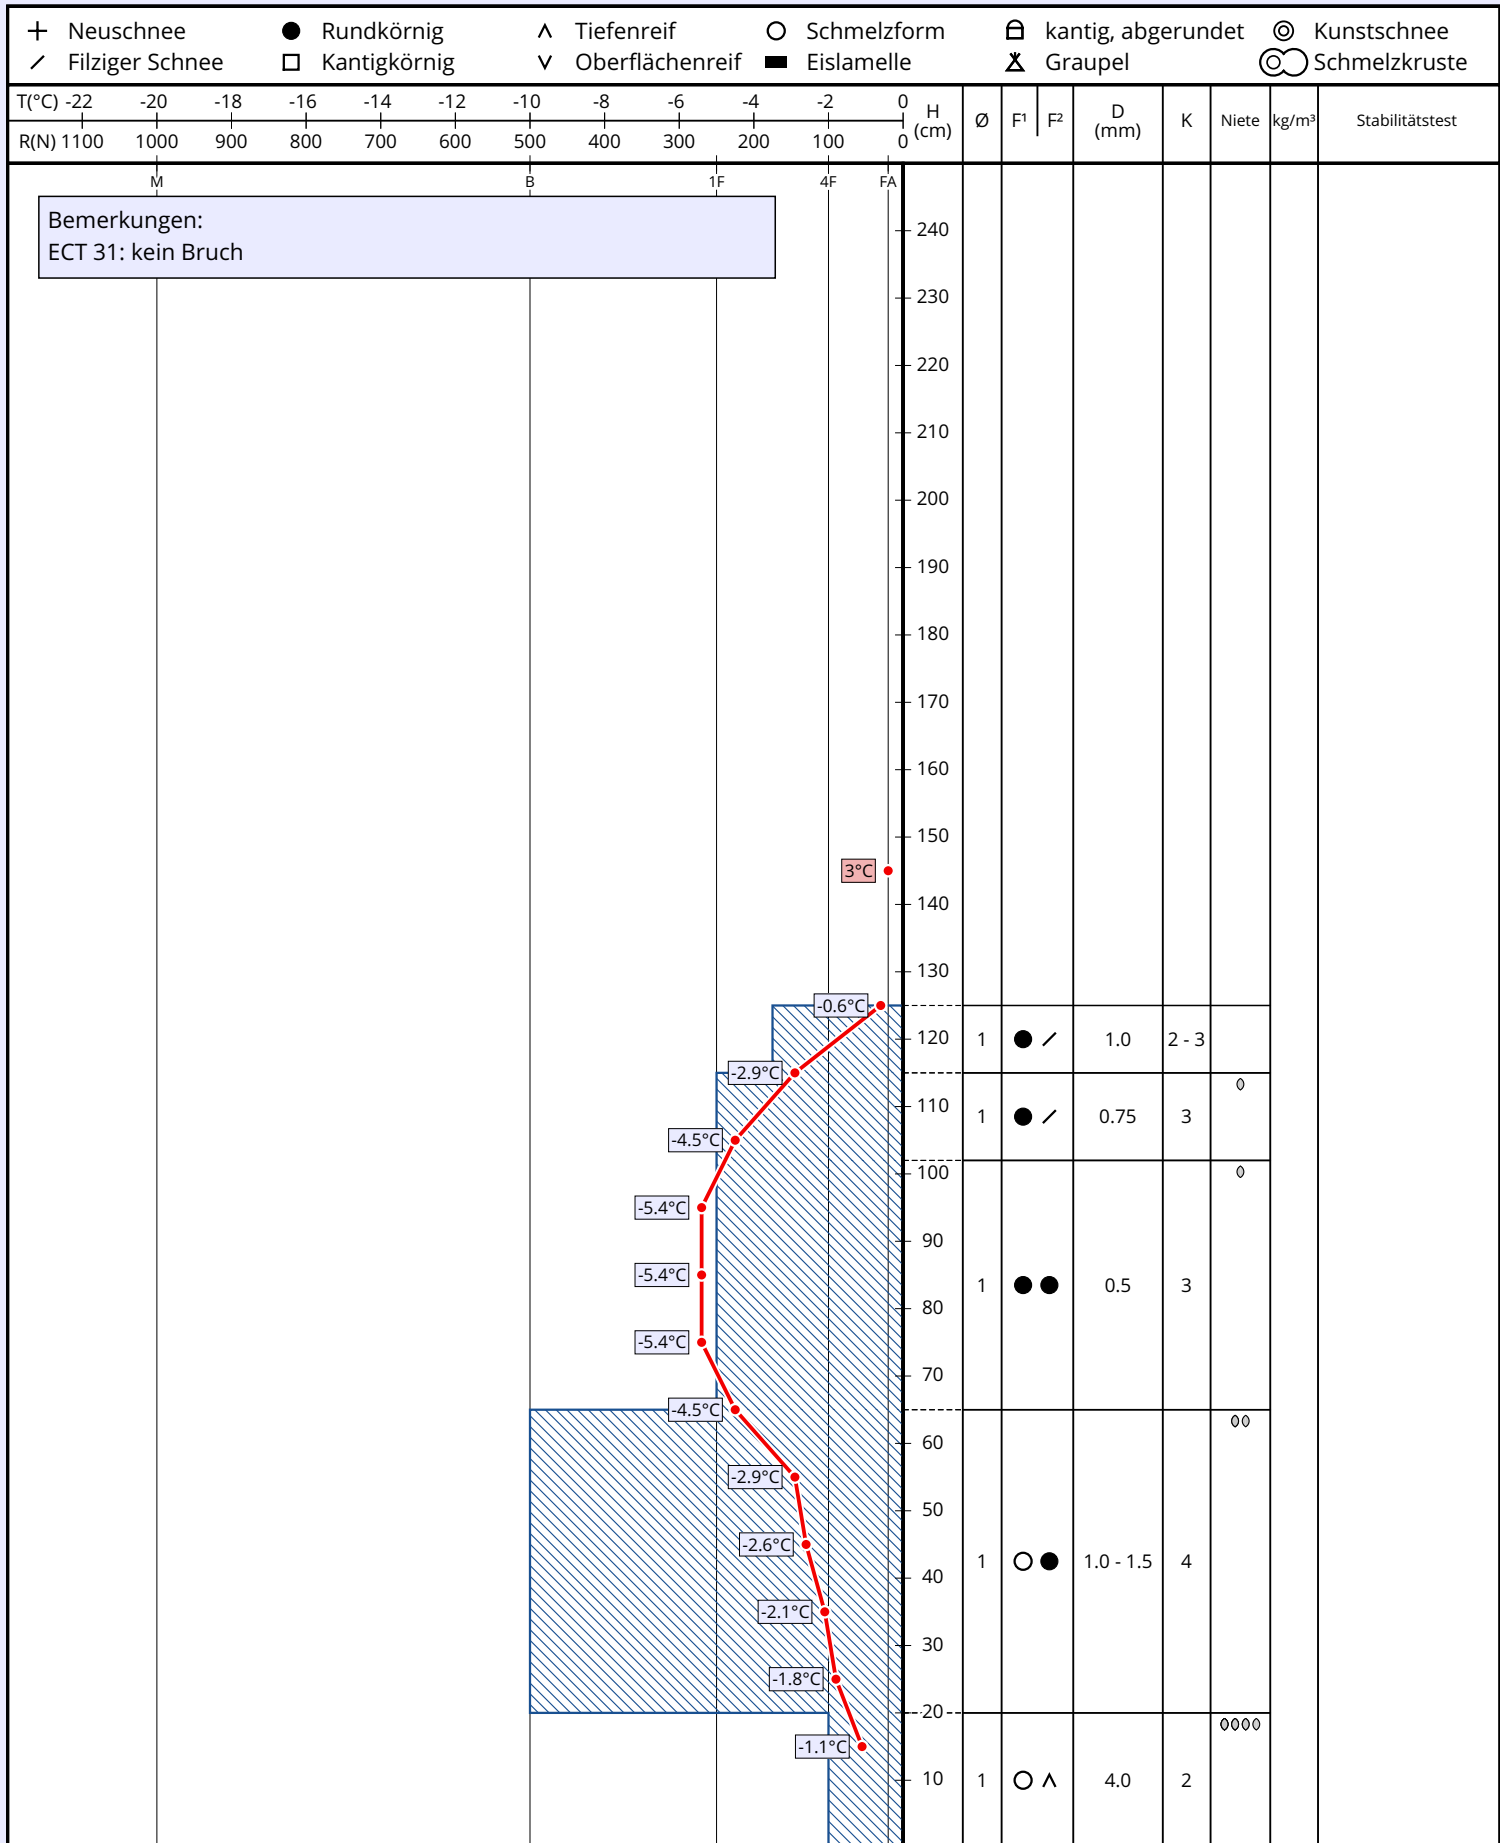 Neuschnee Rundkörnig Tiefenreif Schmelzform kantig, abgerundet Kunstschnee
Filziger Schnee Kantigkörnig Oberflächenreif Eislamelle Graupel Schmelzkruste
T(°C) -22 -20 -18 -16 -14 -12 -10 -8 -6 -4 -2 0
R(N) 1100 1000 900 800 700 600 500 400 300 200 100 0
H (cm) Ø F¹ F² D (mm) K Niete kg/m³ Stabilitätstest
M B 1F 4F FA
Bemerkungen:
ECT 31: kein Bruch
240
230
220
210
200
190
180
170
160
150
3°C
140
130
-0.6°C
120 1 1.0 2 - 3
-2.9°C
110 1 0.75 3
-4.5°C
100
-5.4°C
90
-5.4°C 1 0.5 3
80
-5.4°C
70
-4.5°C
60
-2.9°C
50
-2.6°C
1 1.0 - 1.5 4
40
-2.1°C
30
-1.8°C
20
-1.1°C
10 1 4.0 2